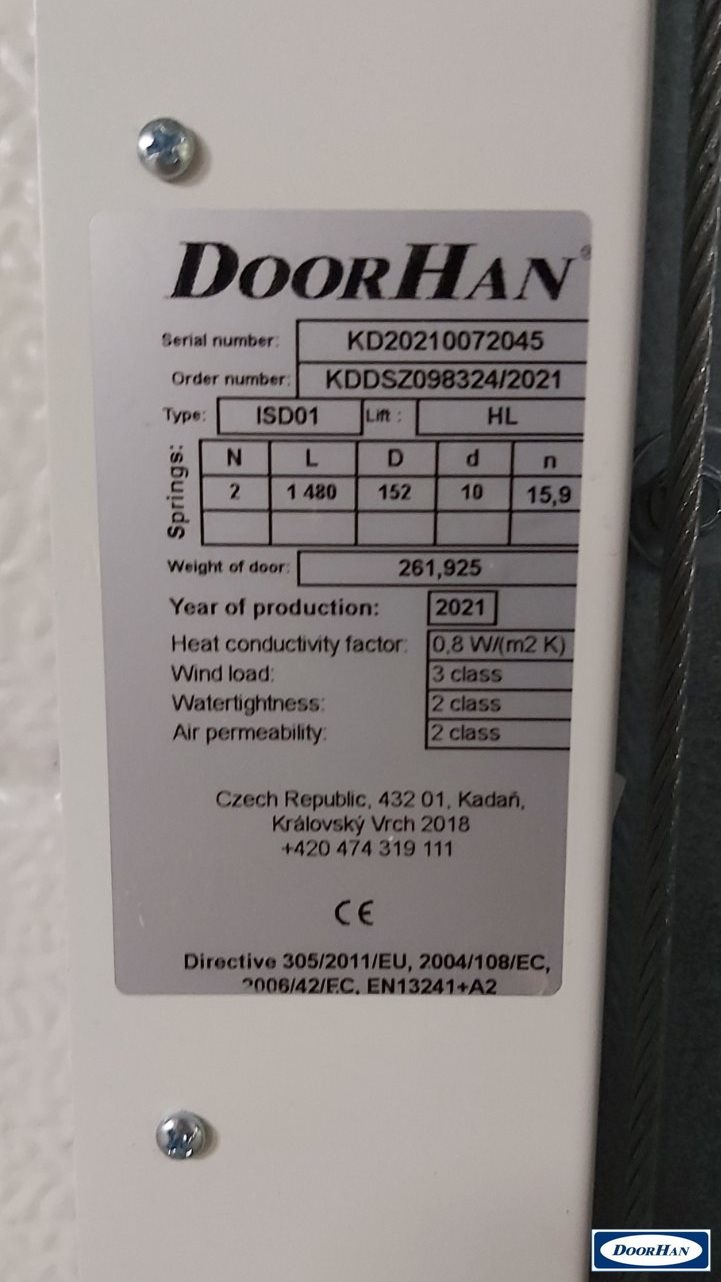 DOORHAN®
Serial number: KD20210072045
Order number: KDDSZ098324/2021
Type: ISD01 Lift : HL
Springs:
N L D d n
2 1 480 152 10 15,9
Weight of door: 261,925
Year of production: 2021
Heat conductivity factor: 0,8 W/(m2 K)
Wind load: 3 class
Watertightness: 2 class
Air permeability: 2 class
Czech Republic, 432 01, Kadaň,
Královský Vrch 2018
+420 474 319 111
CE
Directive 305/2011/EU, 2004/108/EC,
2006/42/EC, EN13241+A2
DOORHAN